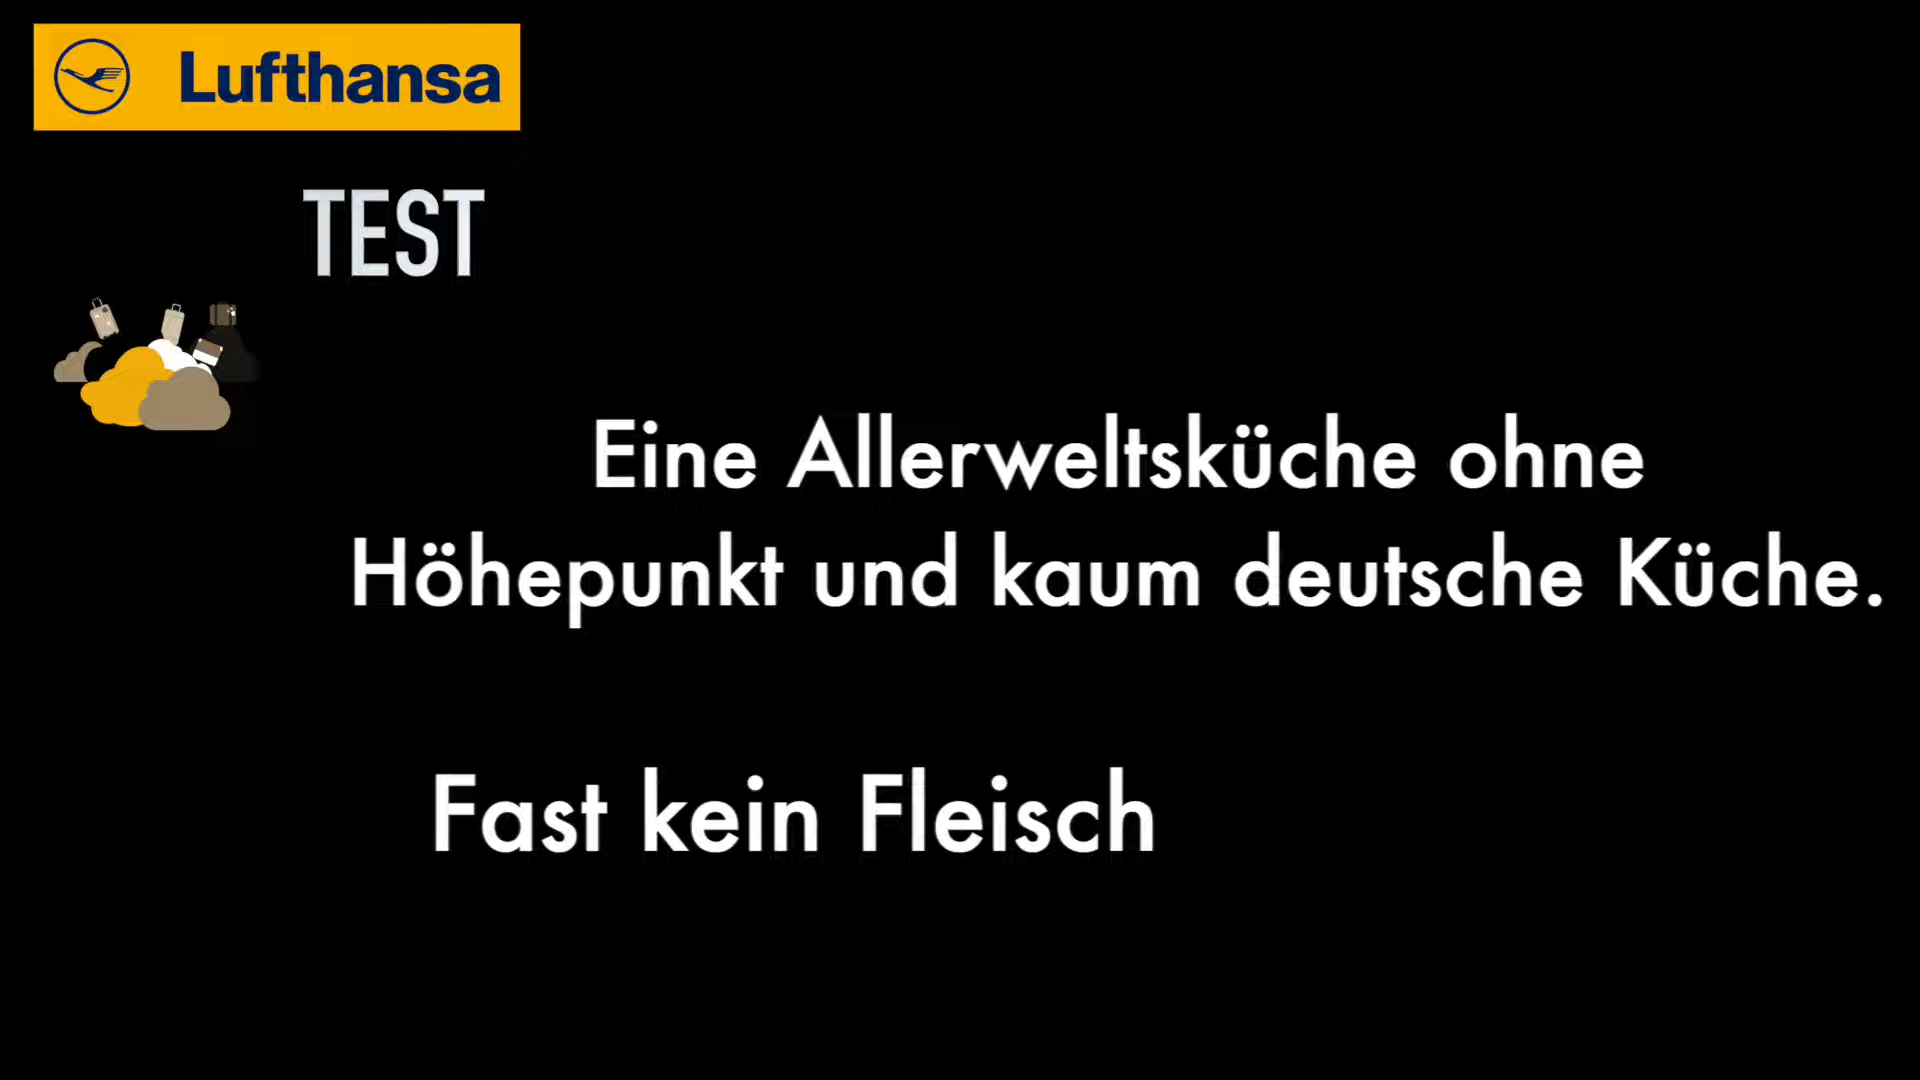 Lufthansa
TEST
Eine Allerweltsküche ohne
Höhepunkt und kaum deutsche Küche.
Fast kein Fleisch